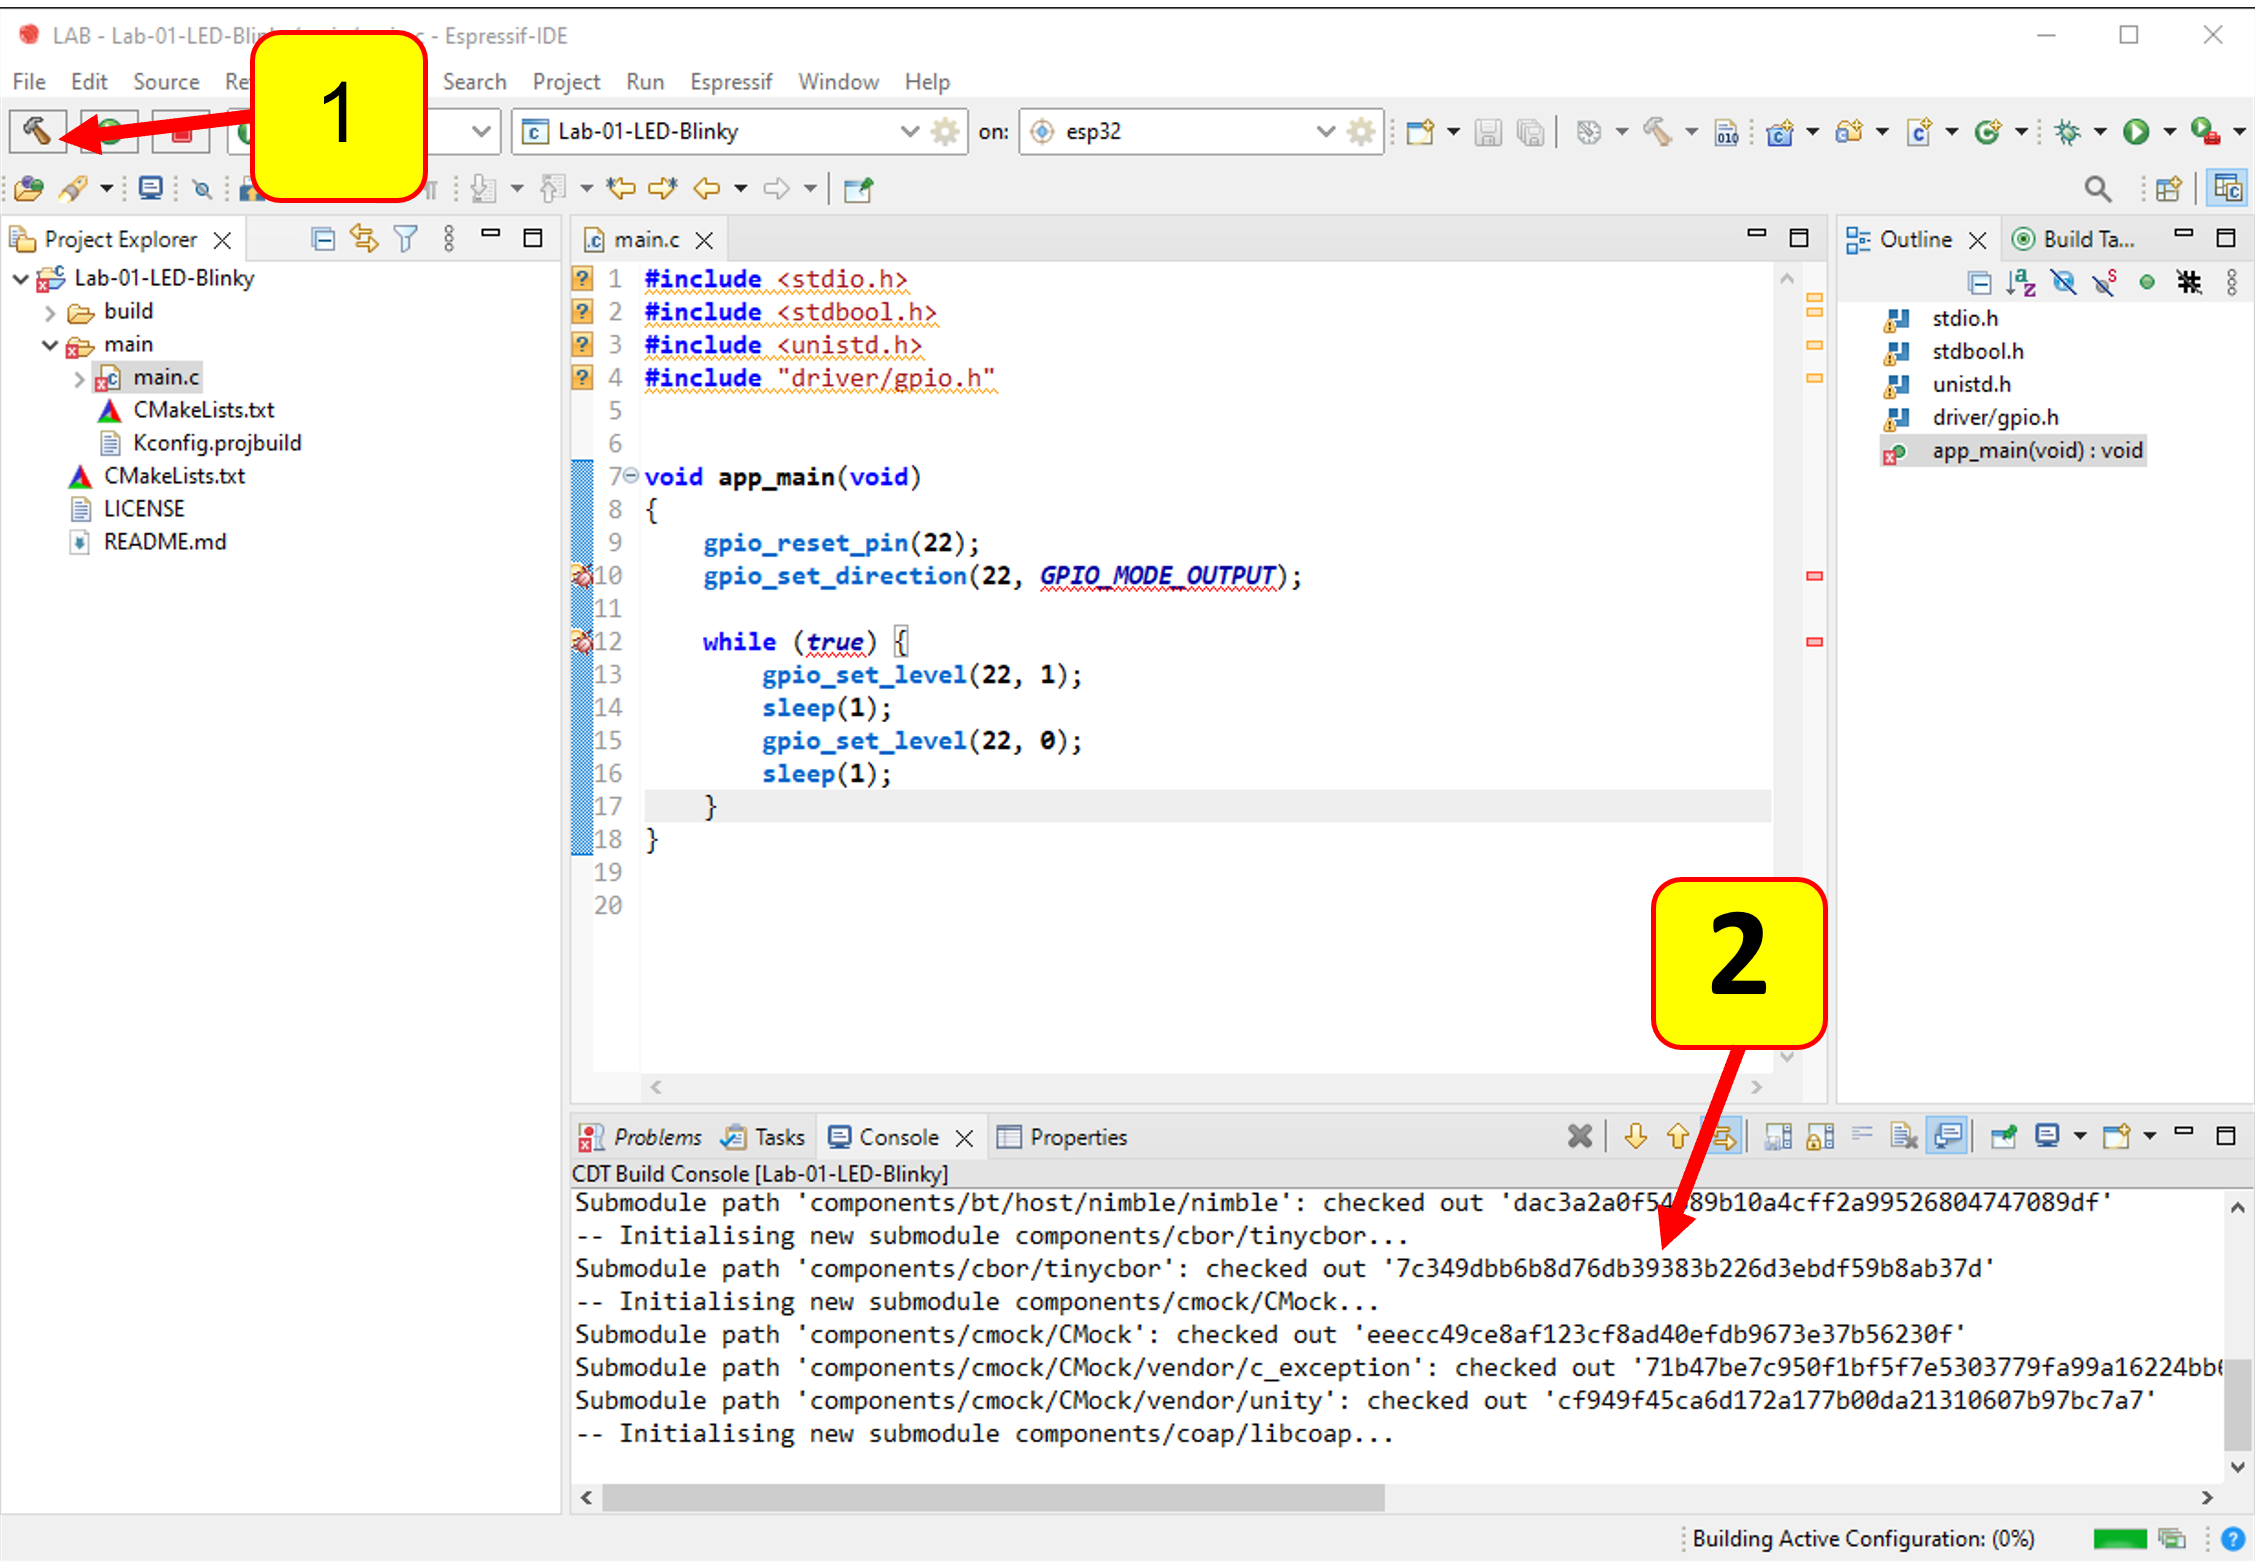 LAB - Lab-01-LED-Bli - Espressif-IDE
File Edit Source Re Search Project Run Espressif Window Help
1
Lab-01-LED-Blinky on: esp32
Project Explorer
Lab-01-LED-Blinky
build
main
main.c
CMakeLists.txt
Kconfig.projbuild
CMakeLists.txt
LICENSE
README.md
main.c
1 #include <stdio.h>
2 #include <stdbool.h>
3 #include <unistd.h>
4 #include "driver/gpio.h"
5
6
7 void app_main(void)
8 {
9 gpio_reset_pin(22);
10 gpio_set_direction(22, GPIO_MODE_OUTPUT);
11
12 while (true) {
13 gpio_set_level(22, 1);
14 sleep(1);
15 gpio_set_level(22, 0);
16 sleep(1);
17 }
18 }
19
20
2
Outline Build Ta...
stdio.h
stdbool.h
unistd.h
driver/gpio.h
app_main(void) : void
Problems Tasks Console Properties
CDT Build Console [Lab-01-LED-Blinky]
Submodule path 'components/bt/host/nimble/nimble': checked out
-- Initialising new submodule components/cbor/tinycbor...
Submodule path 'components/cbor/tinycbor': checked out '7c349dbb6b8d76db39383b226d3ebdf59b8ab37d'
-- Initialising new submodule components/cmock/CMock...
Submodule path 'components/cmock/CMock': checked out 'eeecc49ce8af123cf8ad40efdb9673e37b56230f'
Submodule path 'components/cmock/CMock/vendor/c_exception': checked out '71b47be7c950f1bf5f7e5303779fa99a16224bb
Submodule path 'components/cmock/CMock/vendor/unity': checked out 'cf949f45ca6d172a177b00da21310607b97bc7a7'
-- Initialising new submodule components/coap/libcoap...
Building Active Configuration: (0%)